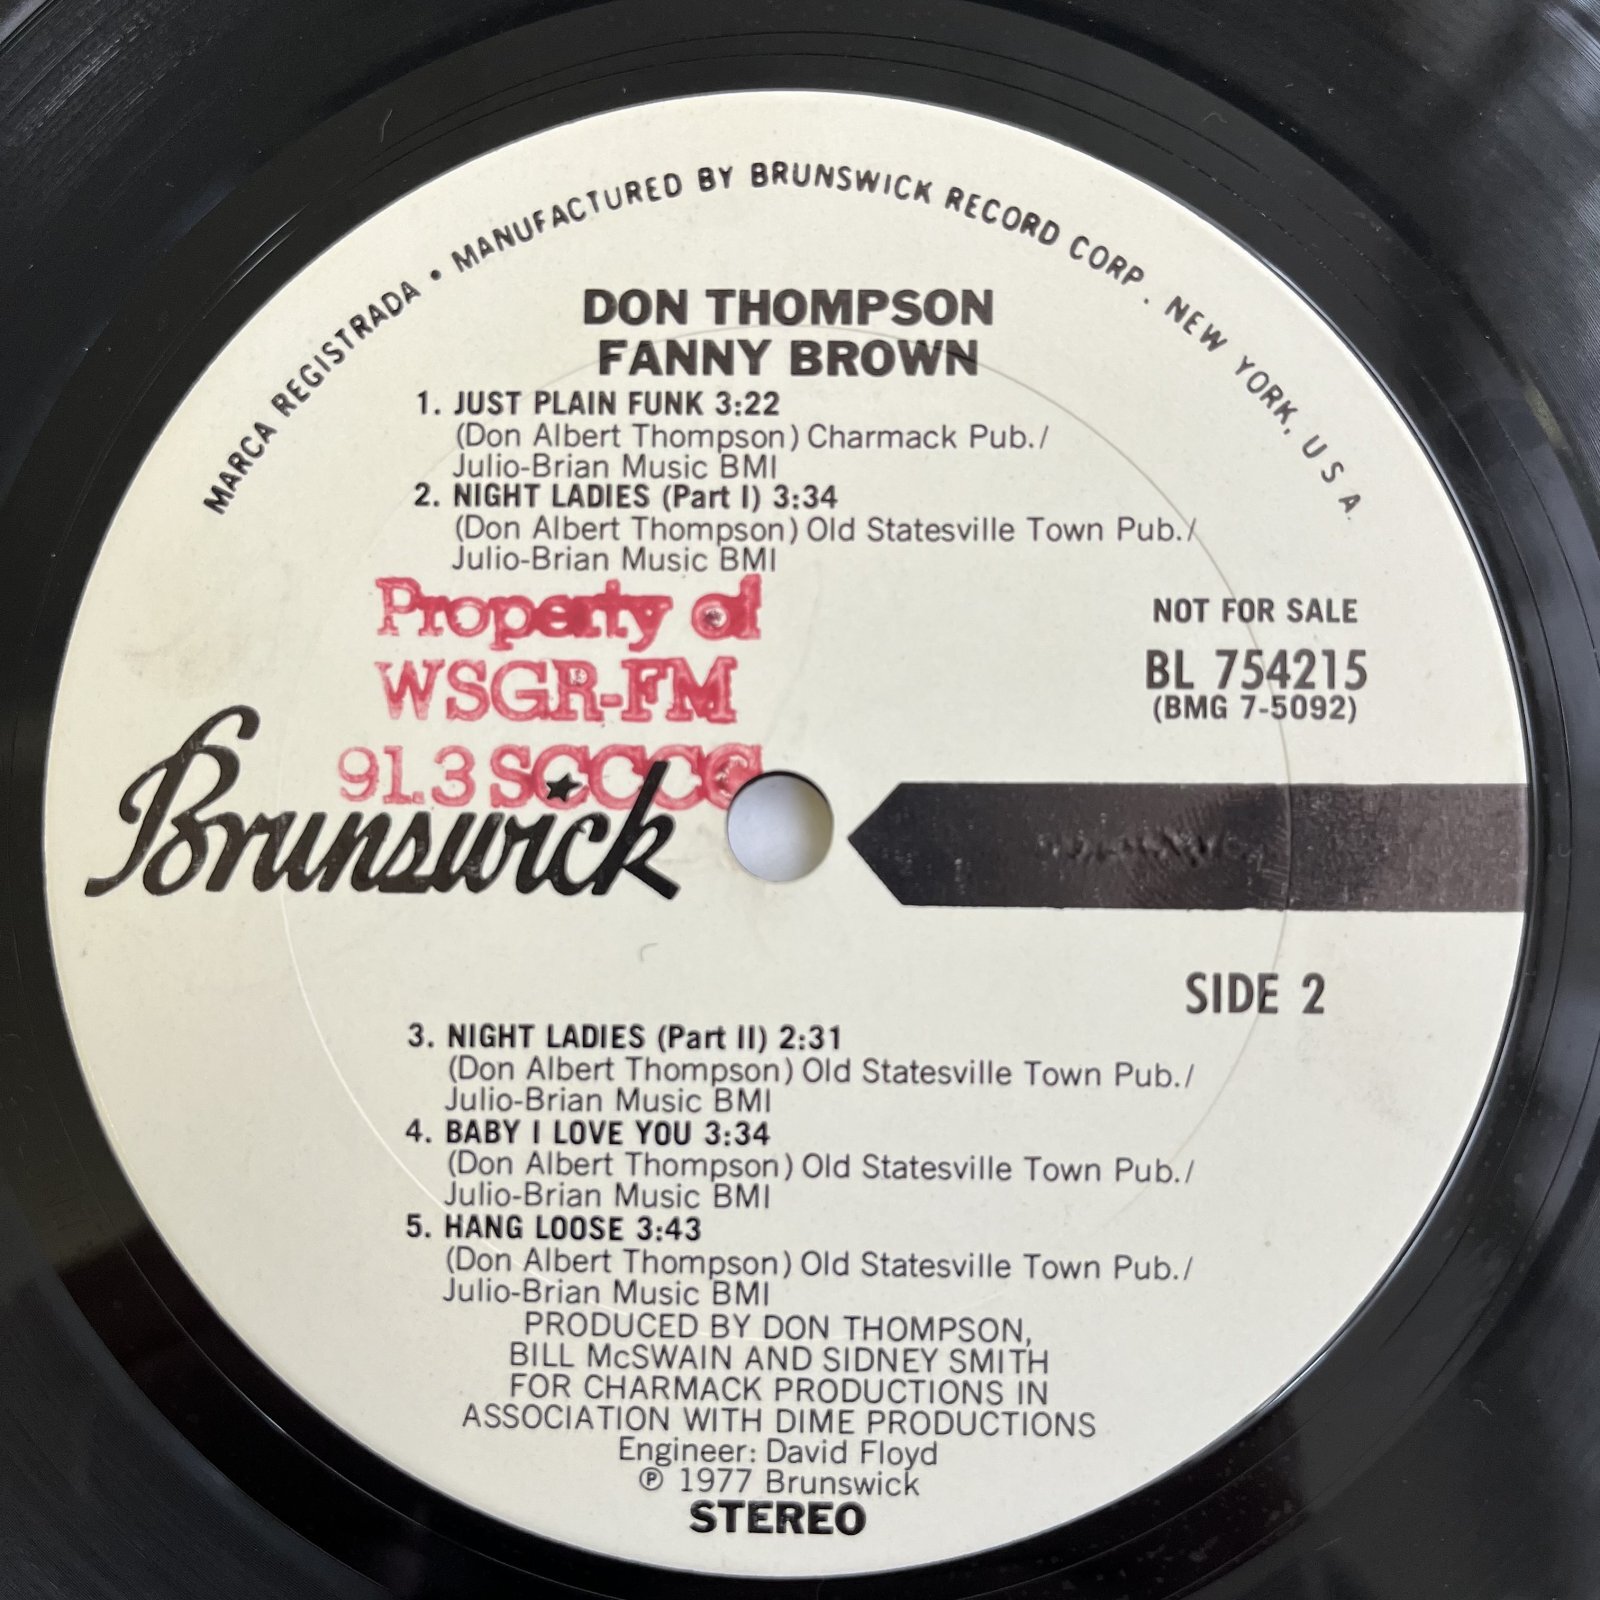 MARCA REGISTRADA • MANUFACTURED BY BRUNSWICK RECORD CORP. NEW YORK, U S A.
DON THOMPSON
FANNY BROWN
1. JUST PLAIN FUNK 3:22
(Don Albert Thompson) Charmack Pub./
Julio-Brian Music BMI
2. NIGHT LADIES (Part I) 3:34
(Don Albert Thompson) Old Statesville Town Pub./
Julio-Brian Music BMI
Property of
WSGR-FM
91.3 SCCCC
NOT FOR SALE
BL 754215
(BMG 7-5092)
Brunswick
SIDE 2
3. NIGHT LADIES (Part II) 2:31
(Don Albert Thompson) Old Statesville Town Pub./
Julio-Brian Music BMI
4. BABY I LOVE YOU 3:34
(Don Albert Thompson) Old Statesville Town Pub./
Julio-Brian Music BMI
5. HANG LOOSE 3:43
(Don Albert Thompson) Old Statesville Town Pub./
Julio-Brian Music BMI
PRODUCED BY DON THOMPSON,
BILL McSWAIN AND SIDNEY SMITH
FOR CHARMACK PRODUCTIONS IN
ASSOCIATION WITH DIME PRODUCTIONS
Engineer: David Floyd
℗ 1977 Brunswick
STEREO